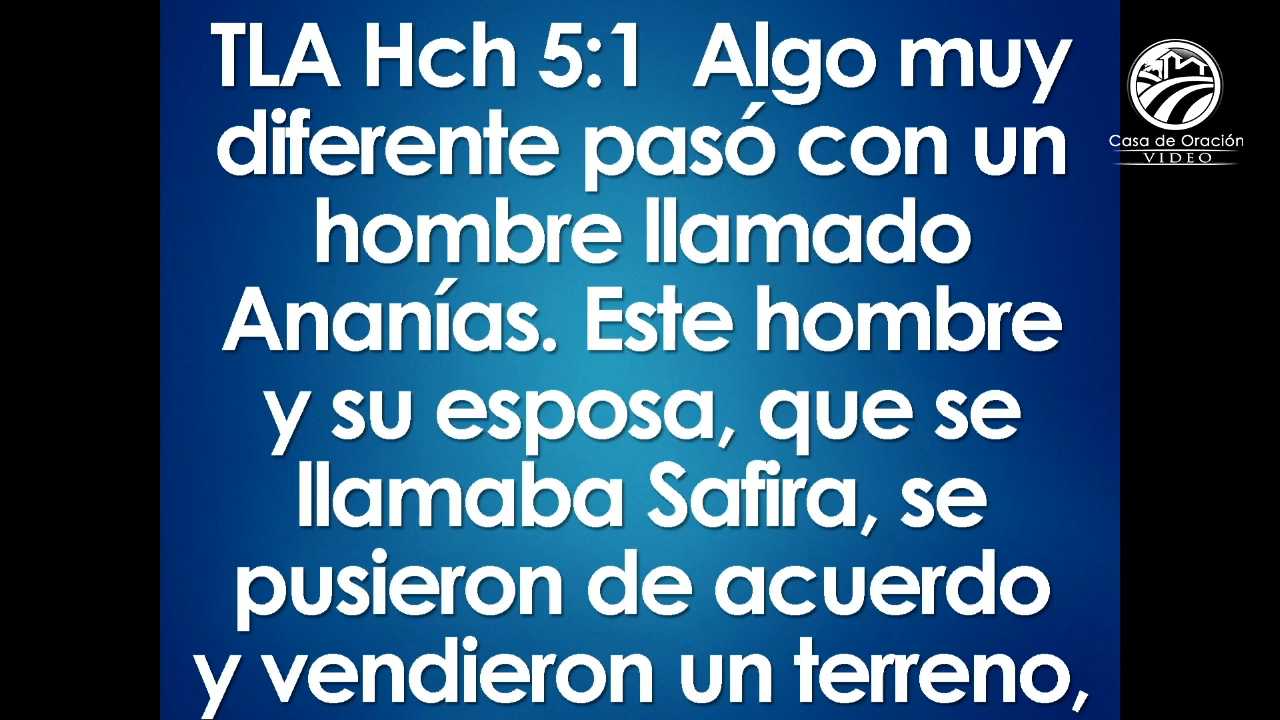 TLA Hch 5:1  Algo muy
diferente pasó con un
hombre llamado
Ananías. Este hombre
y su esposa, que se
llamaba Safira, se
pusieron de acuerdo
y vendieron un terreno,
Casa de Oración
VIDEO